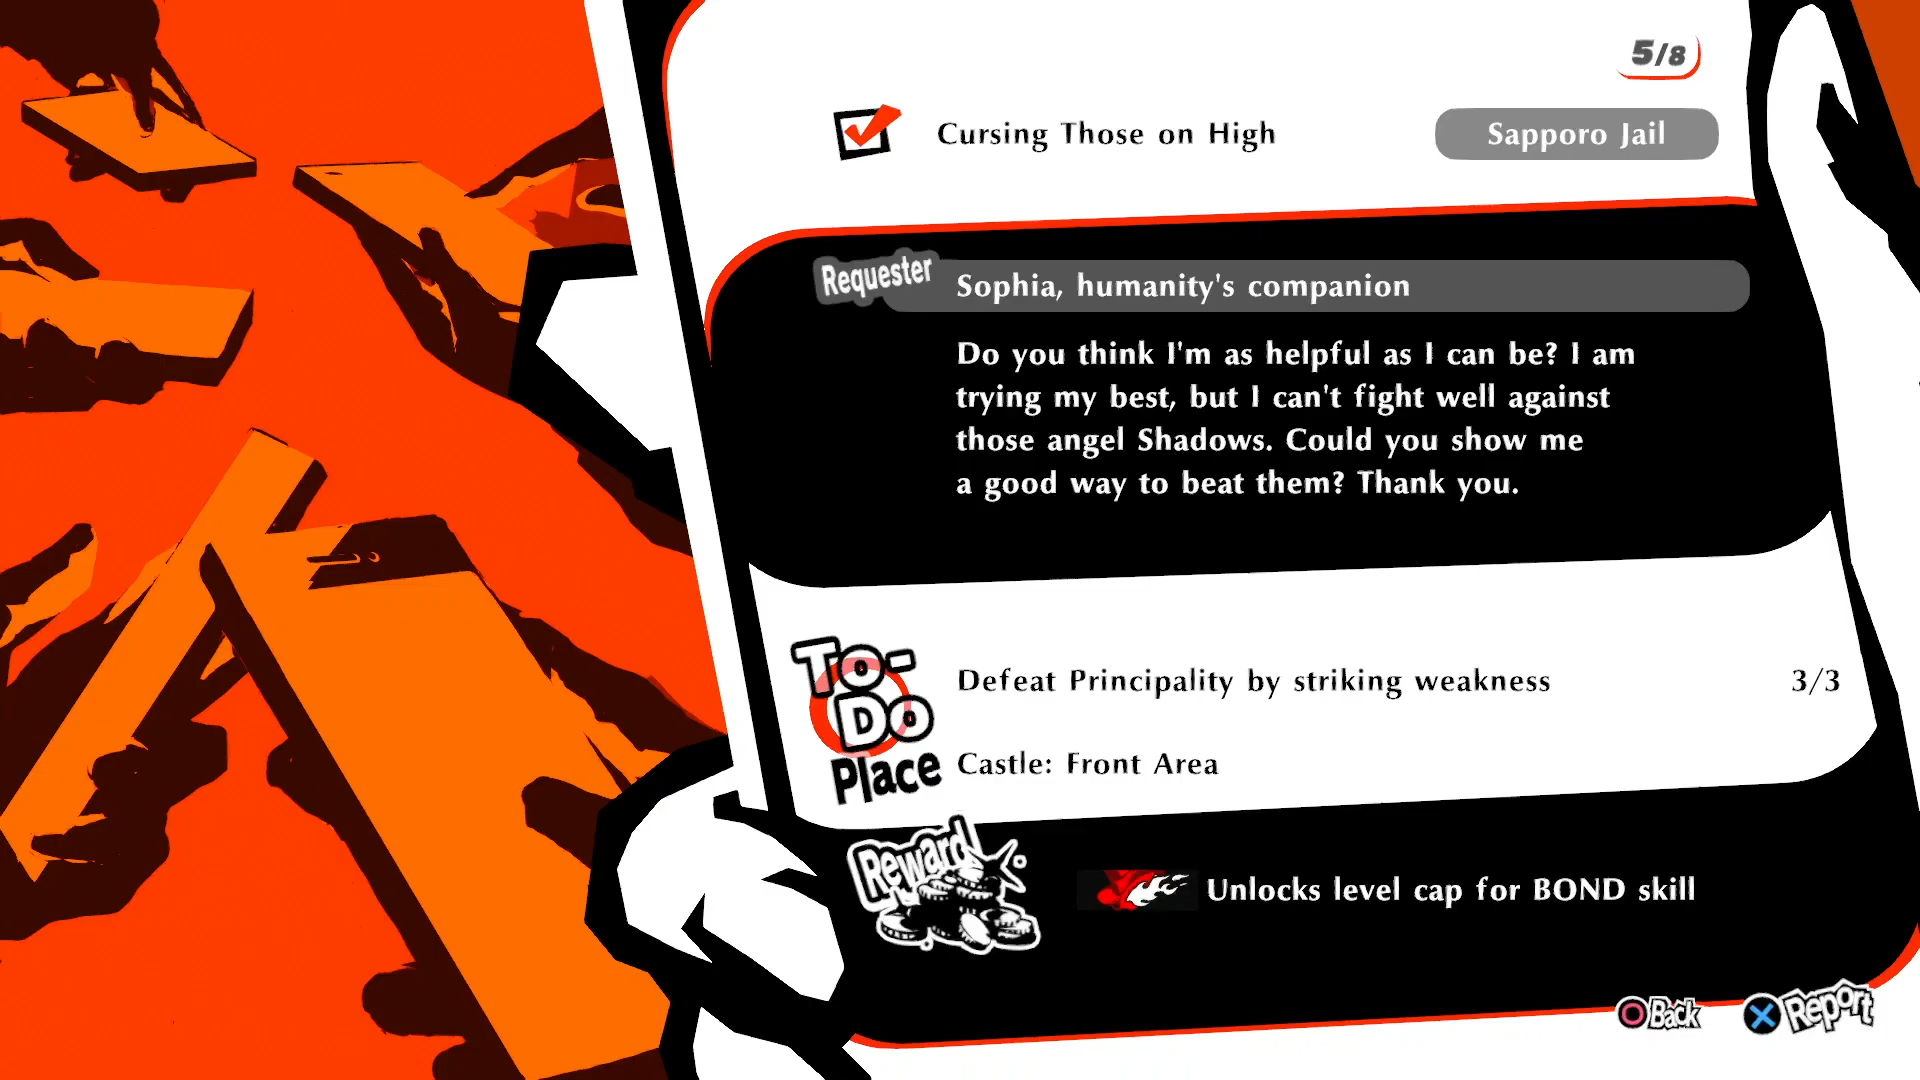 5/8
Cursing Those on High
Sapporo Jail
Requester
Sophia, humanity's companion
Do you think I'm as helpful as I can be? I am
trying my best, but I can't fight well against
those angel Shadows. Could you show me
a good way to beat them? Thank you.
To-
Do
Defeat Principality by striking weakness
3/3
Place
Castle: Front Area
Reward
Unlocks level cap for BOND skill
Back
Report